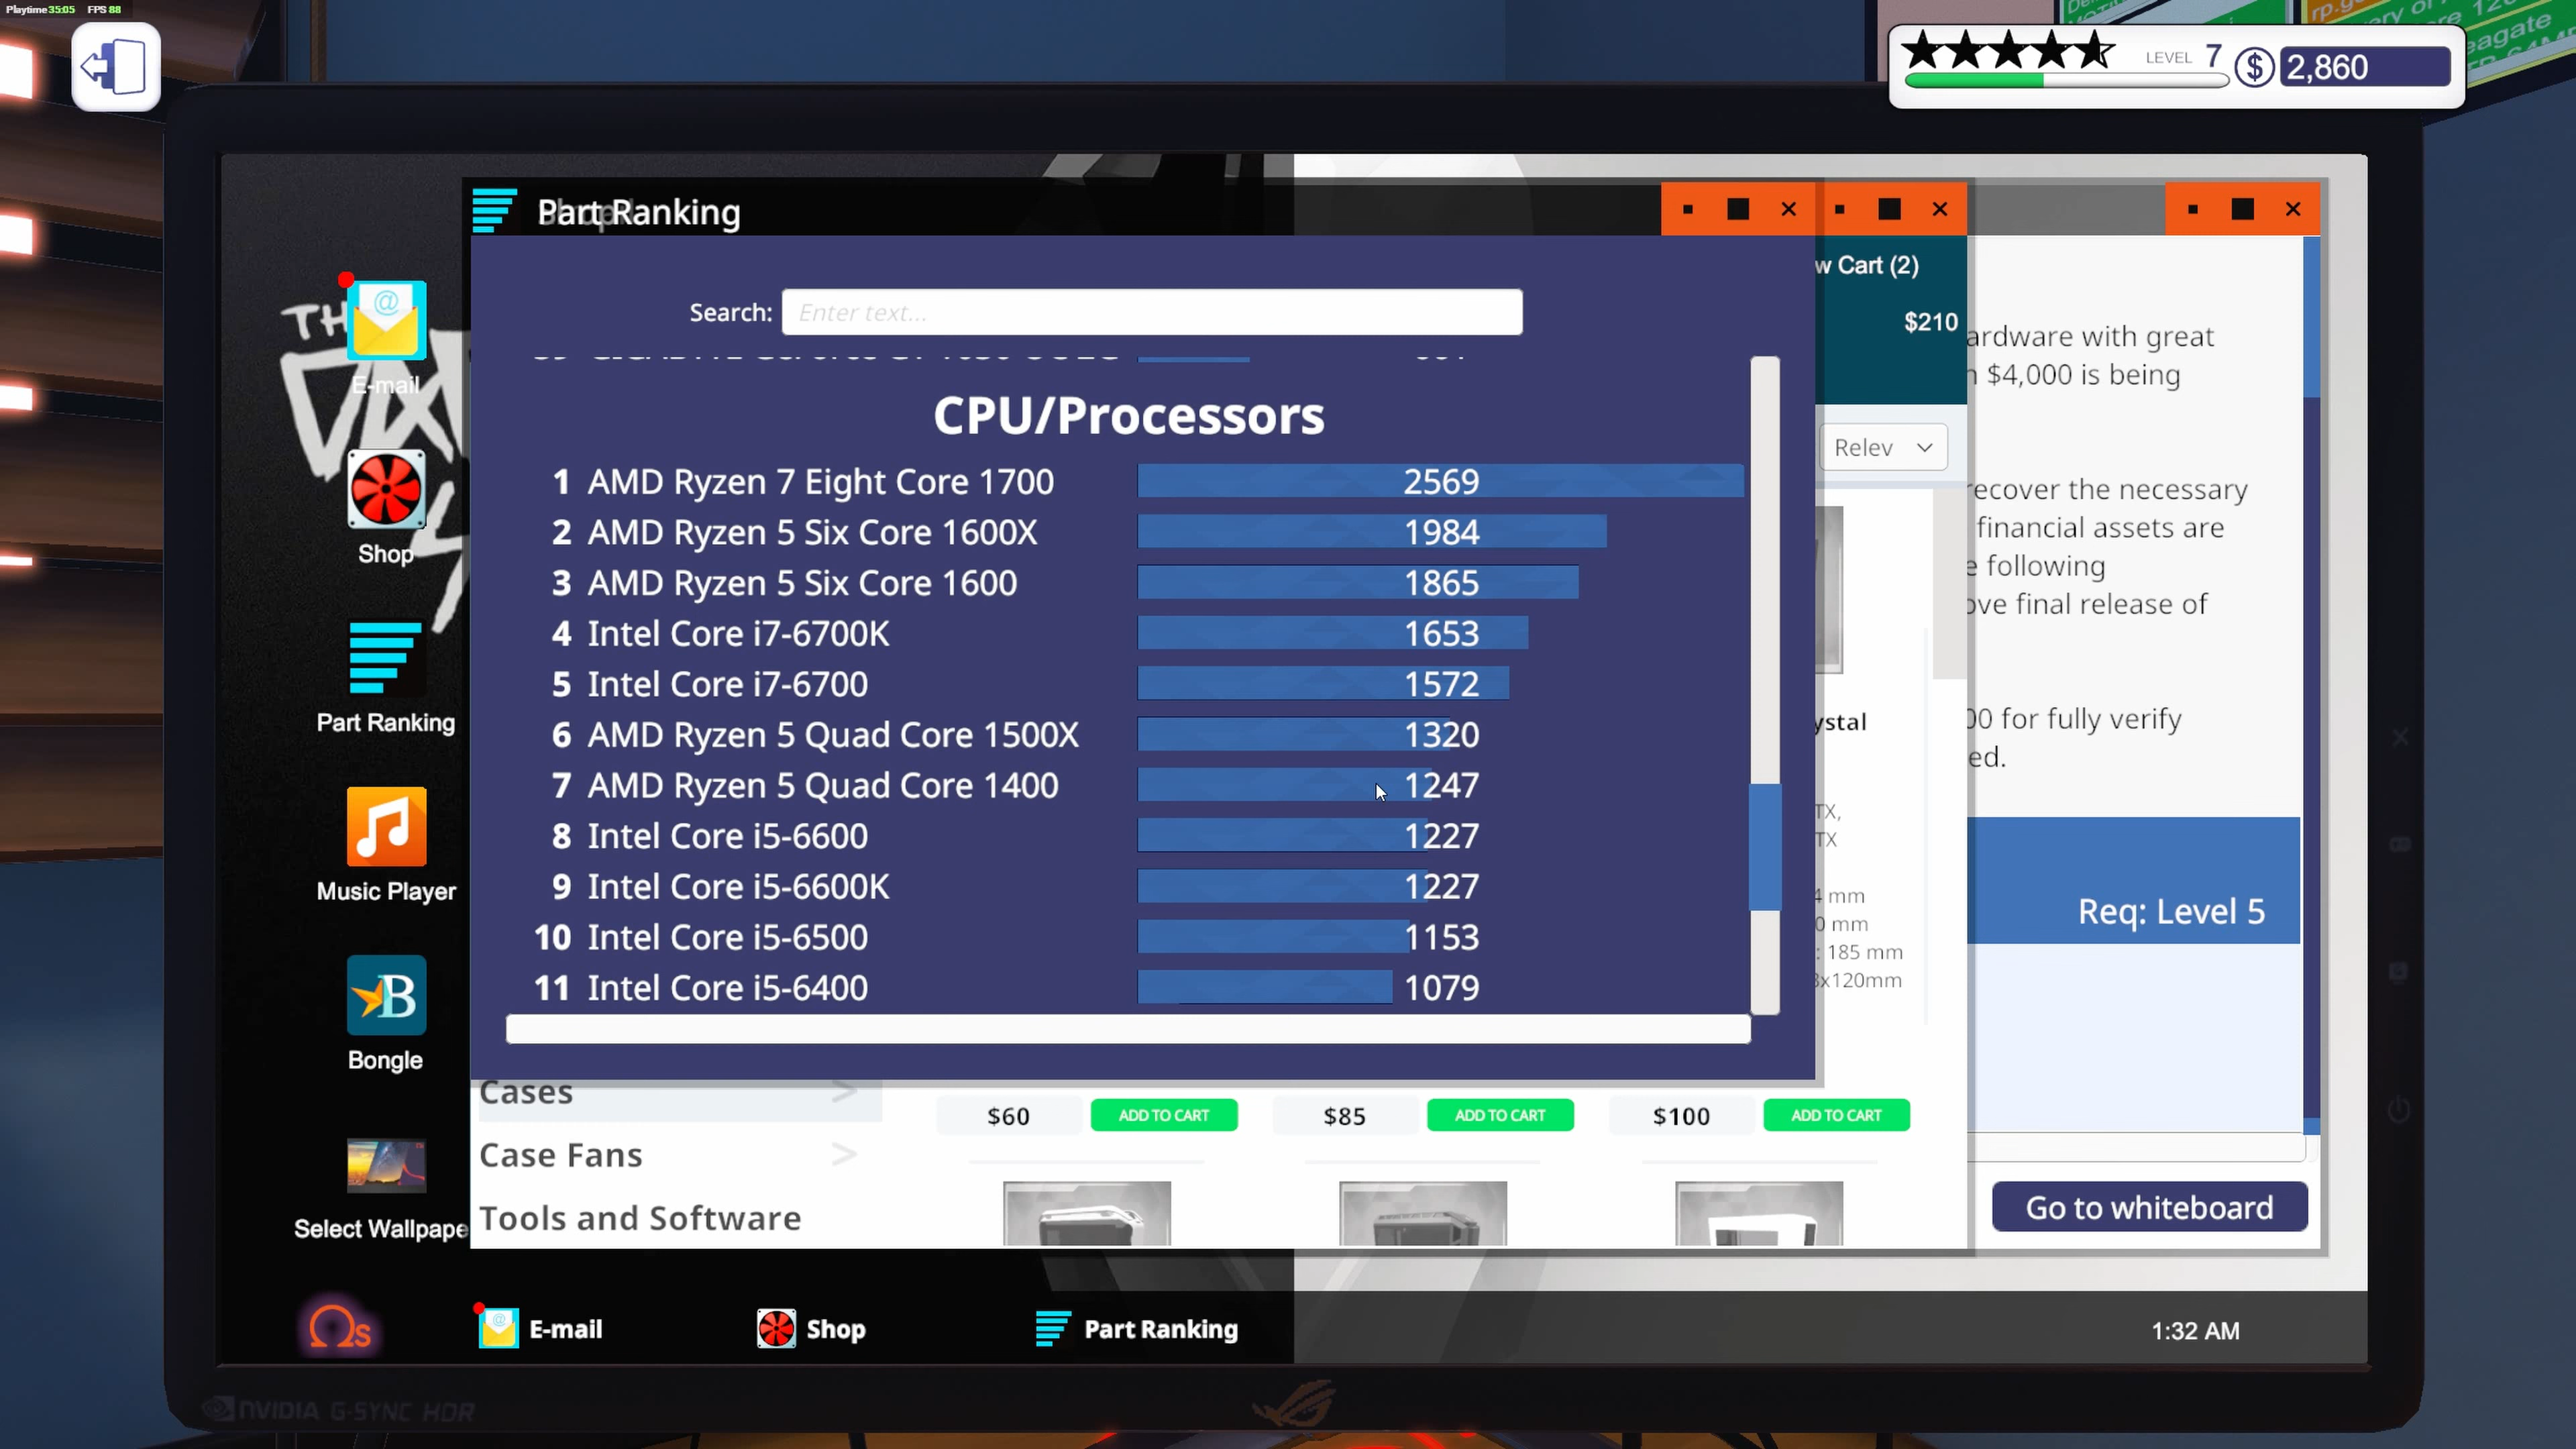 Playtime 35:05 FPS 88
LEVEL 7
$ 2,860
Part Ranking
w Cart (2)
$210
Search: Enter text...
CPU/Processors
1 AMD Ryzen 7 Eight Core 1700 2569
2 AMD Ryzen 5 Six Core 1600X 1984
3 AMD Ryzen 5 Six Core 1600 1865
4 Intel Core i7-6700K 1653
5 Intel Core i7-6700 1572
6 AMD Ryzen 5 Quad Core 1500X 1320
7 AMD Ryzen 5 Quad Core 1400 1247
8 Intel Core i5-6600 1227
9 Intel Core i5-6600K 1227
10 Intel Core i5-6500 1153
11 Intel Core i5-6400 1079
E-mail
Shop
Part Ranking
Music Player
Bongle
Select Wallpape
Relev
ystal
TX,
TX
4 mm
0 mm
: 185 mm
3x120mm
ardware with great
$4,000 is being
recover the necessary
financial assets are
e following
ove final release of
00 for fully verify
ed.
Req: Level 5
Cases >
Case Fans >
Tools and Software
$60 ADD TO CART
$85 ADD TO CART
$100 ADD TO CART
Go to whiteboard
Ωs
E-mail
Shop
Part Ranking
1:32 AM
NVIDIA G-SYNC HDR